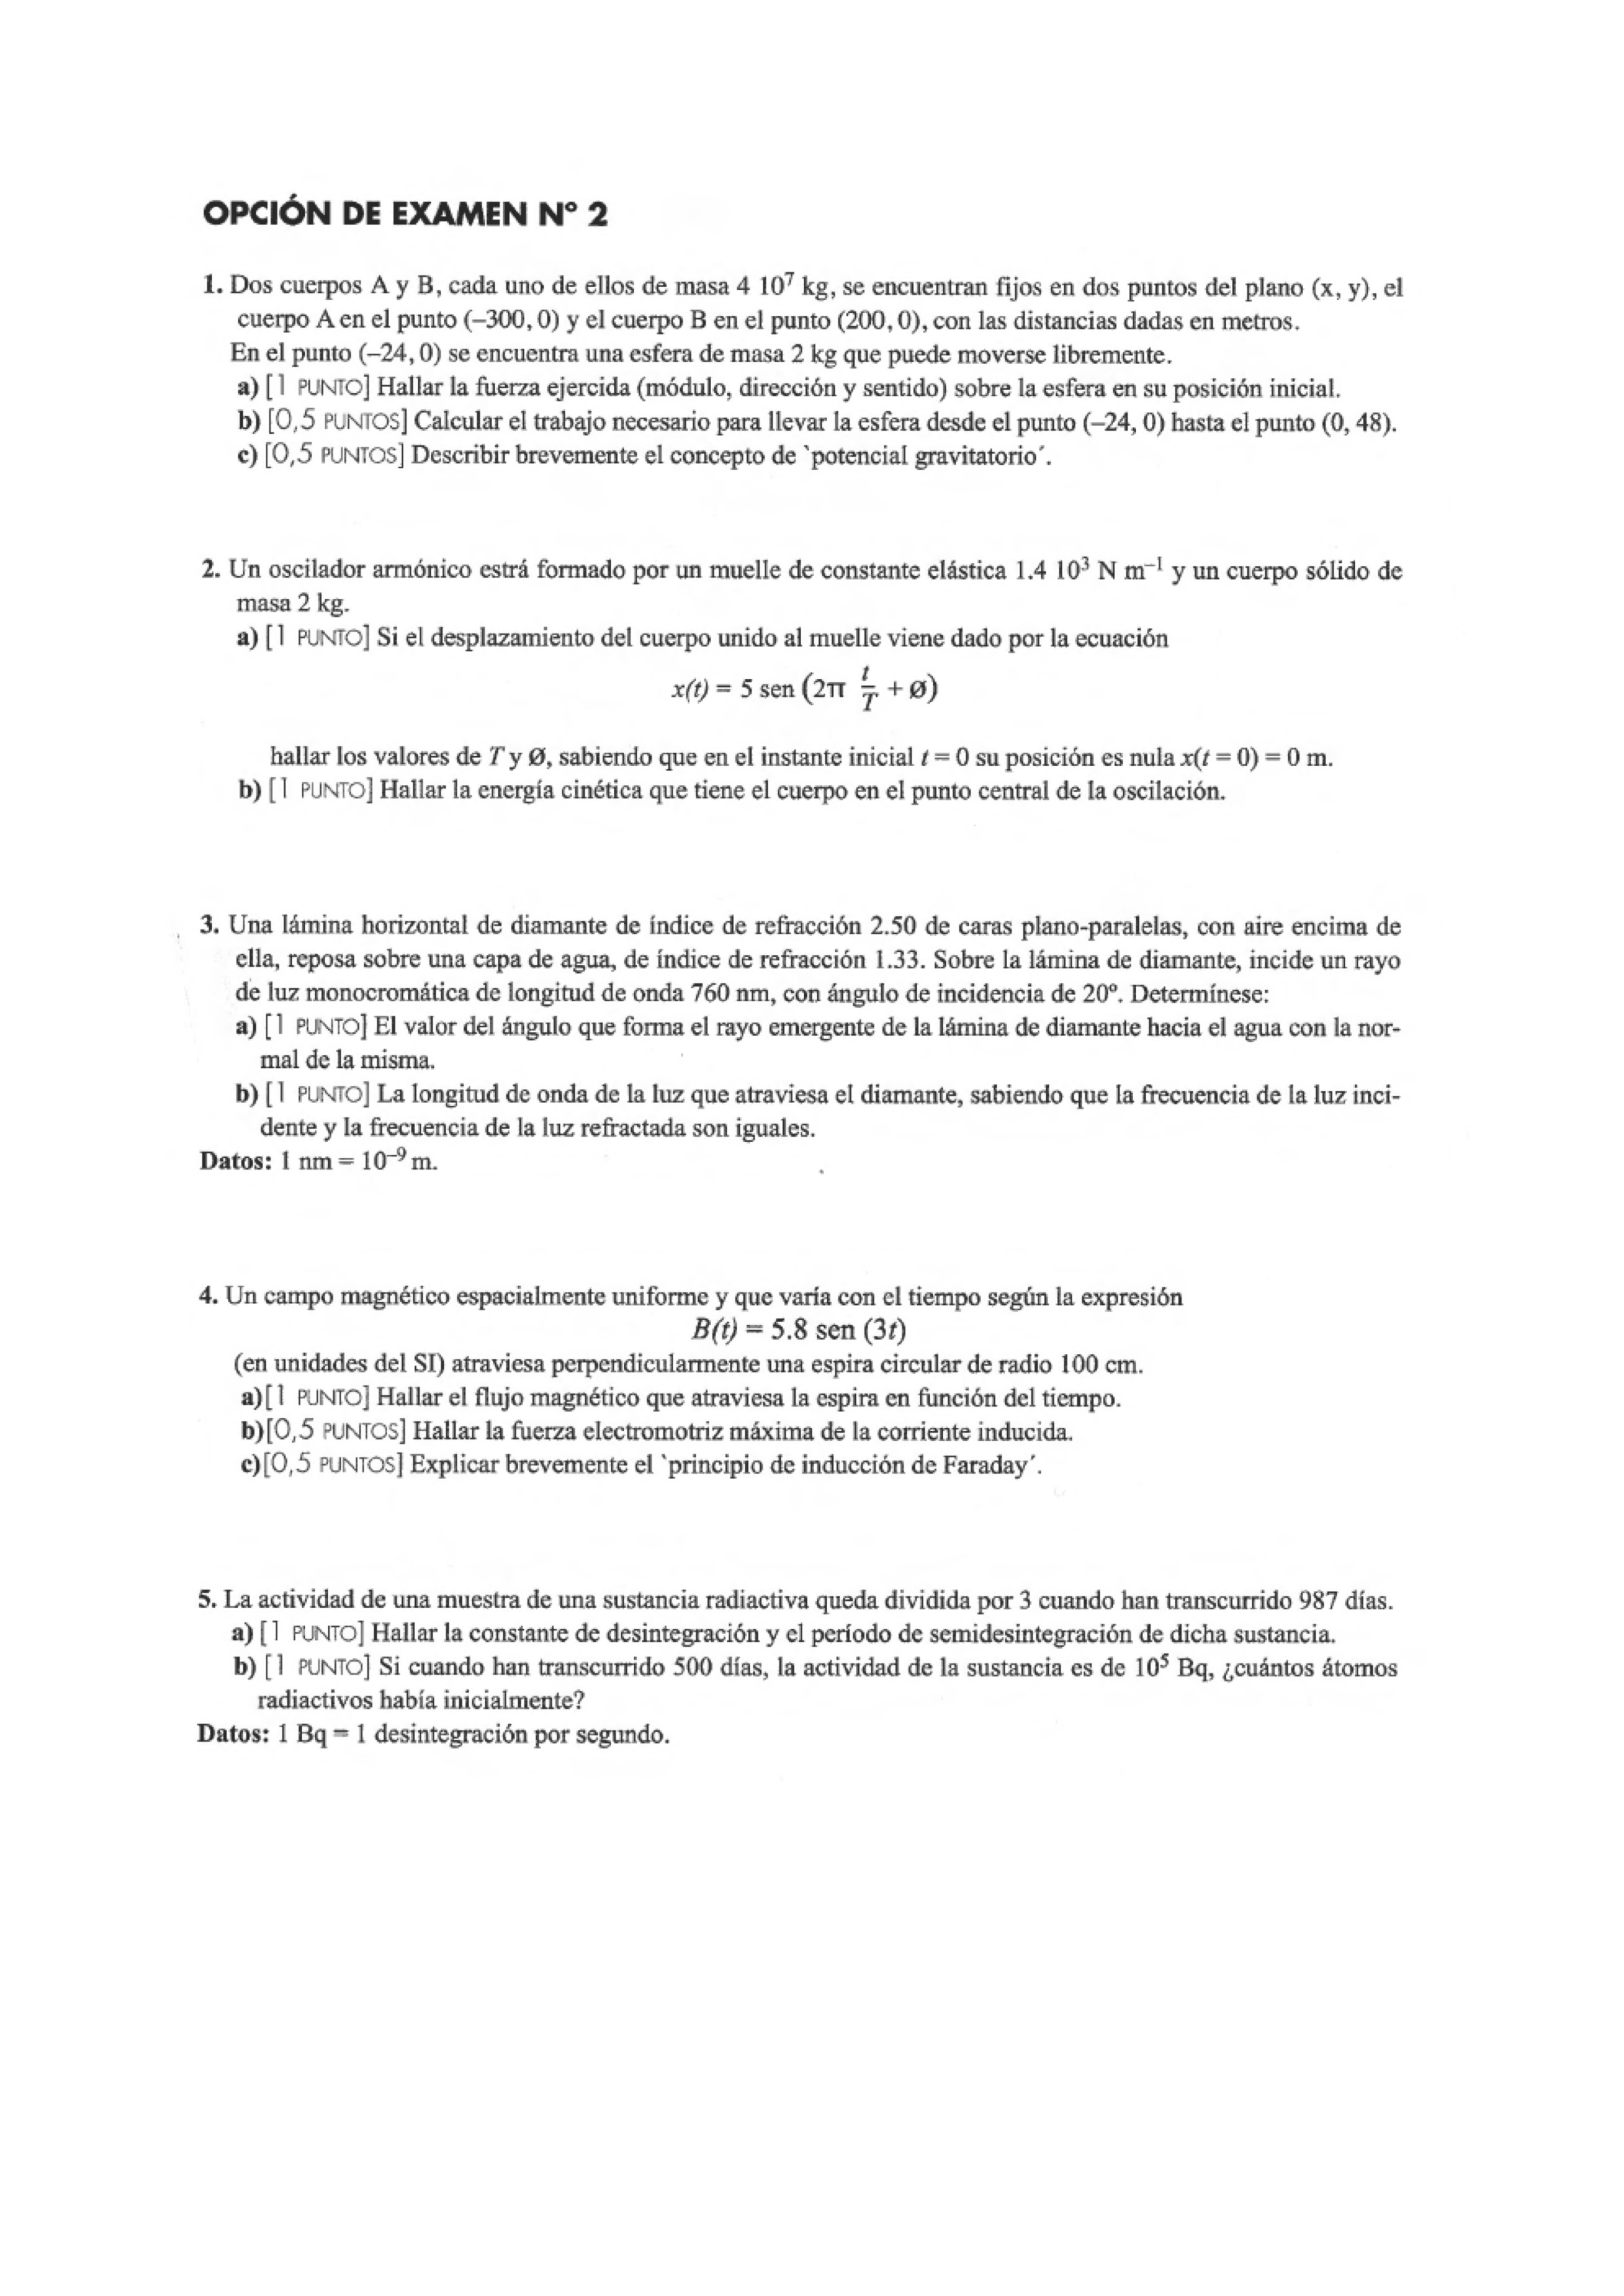 OPCIÓN DE EXAMEN Nº 2
1. Dos cuerpos A y B, cada uno de ellos de masa 4 10⁷ kg, se encuentran fijos en dos puntos del plano (x, y), el
cuerpo A en el punto (–300, 0) y el cuerpo B en el punto (200, 0), con las distancias dadas en metros.
En el punto (–24, 0) se encuentra una esfera de masa 2 kg que puede moverse libremente.
a) [1 PUNTO] Hallar la fuerza ejercida (módulo, dirección y sentido) sobre la esfera en su posición inicial.
b) [0,5 PUNTOS] Calcular el trabajo necesario para llevar la esfera desde el punto (–24, 0) hasta el punto (0, 48).
c) [0,5 PUNTOS] Describir brevemente el concepto de `potencial gravitatorio´.
2. Un oscilador armónico estrá formado por un muelle de constante elástica 1.4 10³ N m⁻¹ y un cuerpo sólido de
masa 2 kg.
a) [1 PUNTO] Si el desplazamiento del cuerpo unido al muelle viene dado por la ecuación
x(t) = 5 sen (2π t/T + Ø)
hallar los valores de T y Ø, sabiendo que en el instante inicial t = 0 su posición es nula x(t = 0) = 0 m.
b) [1 PUNTO] Hallar la energía cinética que tiene el cuerpo en el punto central de la oscilación.
3. Una lámina horizontal de diamante de índice de refracción 2.50 de caras plano-paralelas, con aire encima de
ella, reposa sobre una capa de agua, de índice de refracción 1.33. Sobre la lámina de diamante, incide un rayo
de luz monocromática de longitud de onda 760 nm, con ángulo de incidencia de 20º. Determínese:
a) [1 PUNTO] El valor del ángulo que forma el rayo emergente de la lámina de diamante hacia el agua con la nor-
mal de la misma.
b) [1 PUNTO] La longitud de onda de la luz que atraviesa el diamante, sabiendo que la frecuencia de la luz inci-
dente y la frecuencia de la luz refractada son iguales.
Datos: 1 nm = 10⁻⁹ m.
4. Un campo magnético espacialmente uniforme y que varía con el tiempo según la expresión
B(t) = 5.8 sen (3t)
(en unidades del SI) atraviesa perpendicularmente una espira circular de radio 100 cm.
a)[1 PUNTO] Hallar el flujo magnético que atraviesa la espira en función del tiempo.
b)[0,5 PUNTOS] Hallar la fuerza electromotriz máxima de la corriente inducida.
c)[0,5 PUNTOS] Explicar brevemente el `principio de inducción de Faraday´.
5. La actividad de una muestra de una sustancia radiactiva queda dividida por 3 cuando han transcurrido 987 días.
a) [1 PUNTO] Hallar la constante de desintegración y el período de semidesintegración de dicha sustancia.
b) [1 PUNTO] Si cuando han transcurrido 500 días, la actividad de la sustancia es de 10⁵ Bq, ¿cuántos átomos
radiactivos había inicialmente?
Datos: 1 Bq = 1 desintegración por segundo.